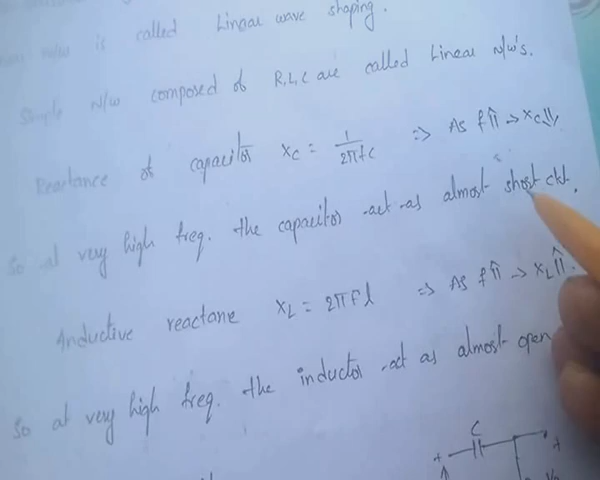 n/w is called Linear wave shaping.
Simple N/w composed of R, L, C are called Linear N/w's.
Reactance of capacitor Xc = 1/2πfc ⇒ As f⇑ → Xc⇓
So at very high freq. the capacitor act as almost short ckt.
Inductive reactane XL = 2πfl ⇒ As f⇑ → XL⇑.
So at very high freq. the inductor act as almost open
C
+ +